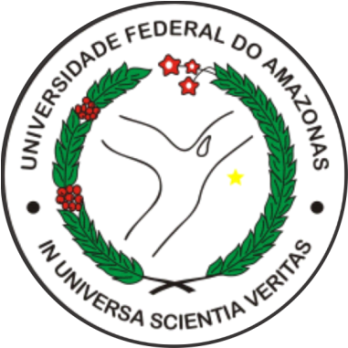 UNIVERSIDADE FEDERAL DO AMAZONAS
IN UNIVERSA SCIENTIA VERITAS